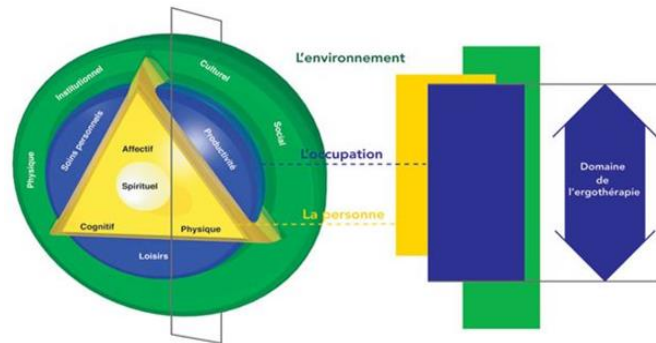 L'environnement
Institutionnel
Culturel
Physique
Social
Soins personnels
Productivité
Affectif
Spirituel
Cognitif
Physique
Loisirs
L'occupation
La personne
Domaine
de
l'ergothérapie